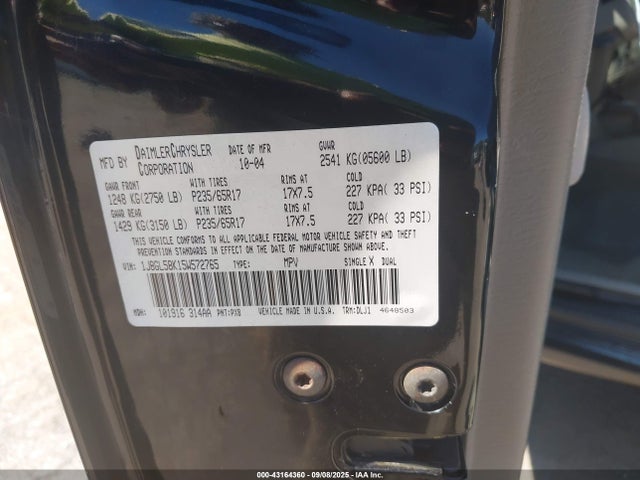 MFD BY DAIMLERCHRYSLER CORPORATION DATE OF MFR 10-04 GVWR 2541 KG(05600 LB)
GAWR FRONT WITH TIRES RIMS AT COLD
1248 KG(2750 LB) P235/65R17 17X7.5 227 KPA( 33 PSI)
GAWR REAR WITH TIRES RIMS AT COLD
1429 KG(3150 LB) P235/65R17 17X7.5 227 KPA( 33 PSI)
THIS VEHICLE CONFORMS TO ALL APPLICABLE FEDERAL MOTOR VEHICLE SAFETY AND THEFT
PREVENTION STANDARDS IN EFFECT ON THE DATE OF MANUFACTURE SHOWN ABOVE.
VIN: 1J8GL58K15W572765 TYPE: MPV SINGLE X DUAL
MDH: 101916 314AA PNT:PXB VEHICLE MADE IN U.S.A. TRM:DLJ1 4648503
000-43164360 - 09/08/2025 - IAA Inc.